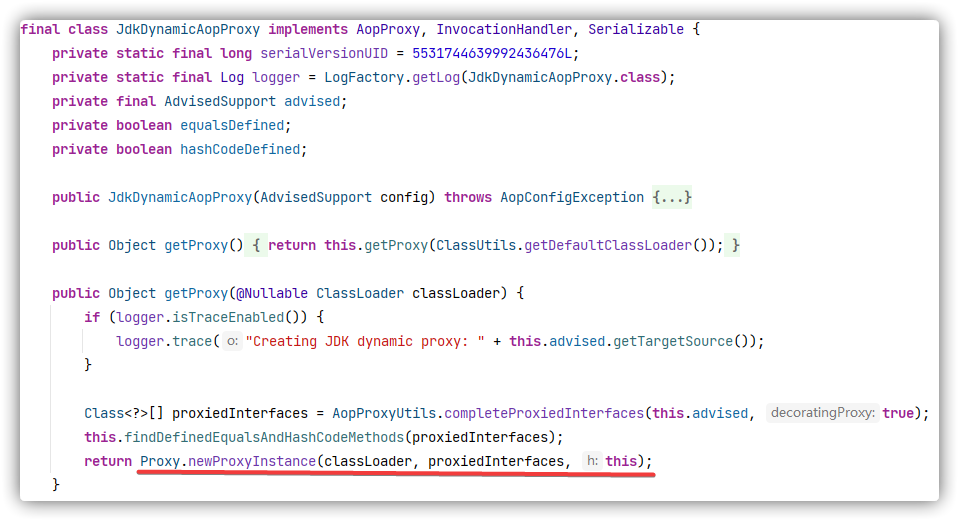 final class JdkDynamicAopProxy implements AopProxy, InvocationHandler, Serializable {
    private static final long serialVersionUID = 5531744639992436476L;
    private static final Log logger = LogFactory.getLog(JdkDynamicAopProxy.class);
    private final AdvisedSupport advised;
    private boolean equalsDefined;
    private boolean hashCodeDefined;
    public JdkDynamicAopProxy(AdvisedSupport config) throws AopConfigException {...}
    public Object getProxy() { return this.getProxy(ClassUtils.getDefaultClassLoader()); }
    public Object getProxy(@Nullable ClassLoader classLoader) {
        if (logger.isTraceEnabled()) {
            logger.trace( o: "Creating JDK dynamic proxy: " + this.advised.getTargetSource());
        }
        Class<?>[] proxiedInterfaces = AopProxyUtils.completeProxiedInterfaces(this.advised, decoratingProxy: true);
        this.findDefinedEqualsAndHashCodeMethods(proxiedInterfaces);
        return Proxy.newProxyInstance(classLoader, proxiedInterfaces, h: this);
    }